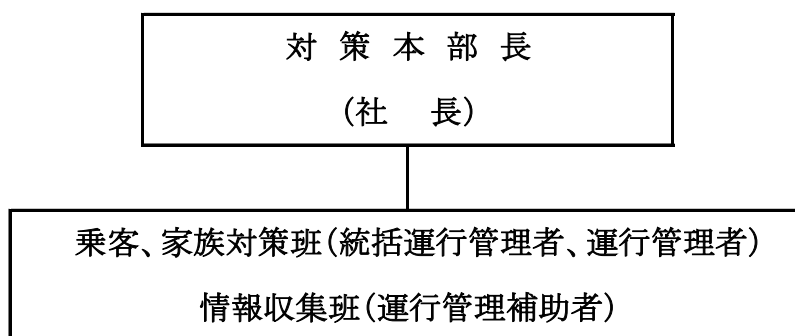 対 策 本 部 長
(社　長)
乗客、家族対策班(統括運行管理者、運行管理者)
情報収集班(運行管理補助者)